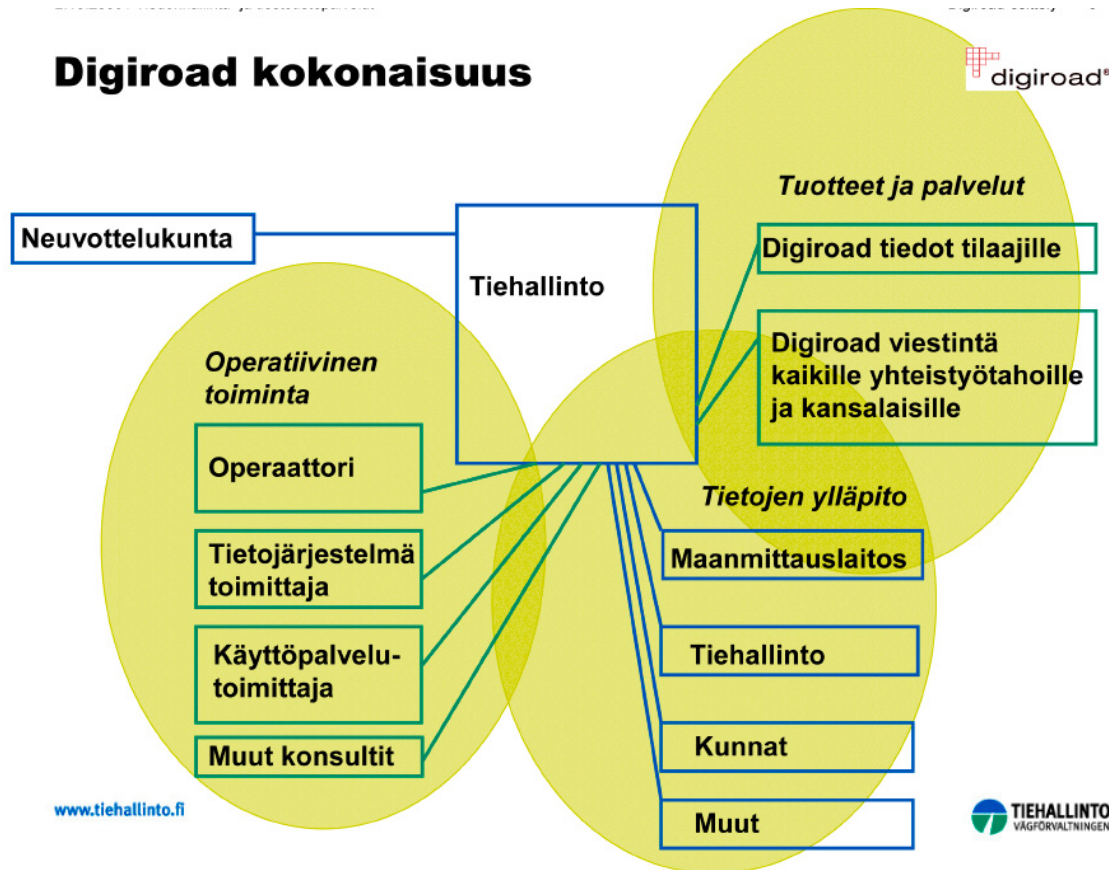 Digiroad kokonaisuus
digiroad®
Tuotteet ja palvelut
Neuvottelukunta
Tiehallinto
Digiroad tiedot tilaajille
Digiroad viestintä
kaikille yhteistyötahoille
ja kansalaisille
Operatiivinen
toiminta
Operaattori
Tietojärjestelmä
toimittaja
Käyttöpalvelu-
toimittaja
Muut konsultit
Tietojen ylläpito
Maanmittauslaitos
Tiehallinto
Kunnat
Muut
www.tiehallinto.fi
TIEHALLINTO
VÄGFÖRVALTNINGEN